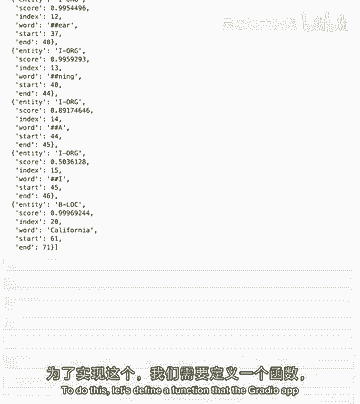 {'entity': 'I-ORG',
'score': 0.9954496,
'index': 12,
'word': '##ear',
'start': 37,
'end': 40},
{'entity': 'I-ORG',
'score': 0.9959293,
'index': 13,
'word': '##ning',
'start': 40,
'end': 44},
{'entity': 'I-ORG',
'score': 0.89174646,
'index': 14,
'word': '##A',
'start': 44,
'end': 45},
{'entity': 'I-ORG',
'score': 0.5036128,
'index': 15,
'word': '##I',
'start': 45,
'end': 46},
{'entity': 'B-LOC',
'score': 0.99969244,
'index': 20,
'word': 'California',
'start': 61,
'end': 71}]
为了实现这个，我们需要定义一个函数，
To do this, let's define a function that the Gradio app